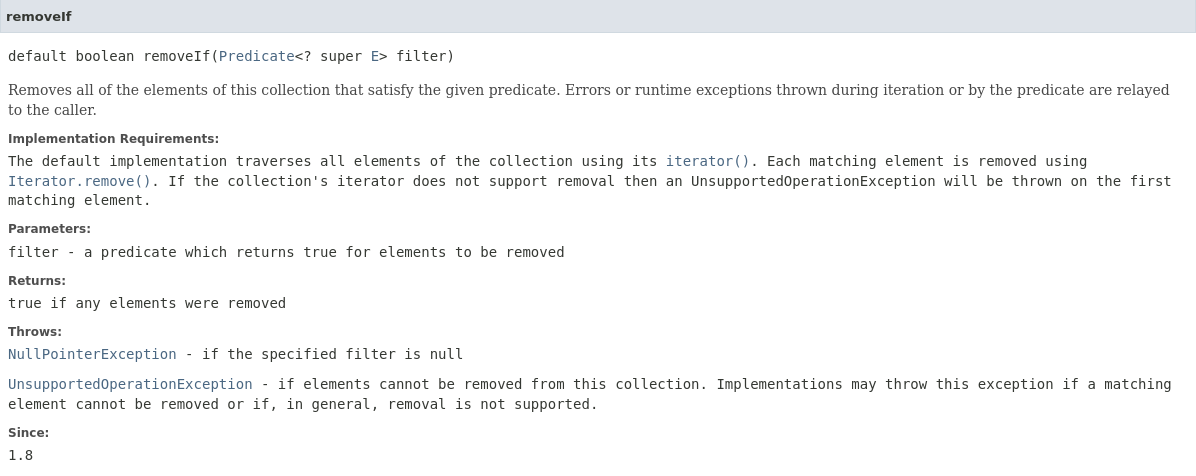 removeIf
default boolean removeIf(Predicate<? super E> filter)
Removes all of the elements of this collection that satisfy the given predicate. Errors or runtime exceptions thrown during iteration or by the predicate are relayed
to the caller.
Implementation Requirements:
The default implementation traverses all elements of the collection using its iterator(). Each matching element is removed using
Iterator.remove(). If the collection's iterator does not support removal then an UnsupportedOperationException will be thrown on the first
matching element.
Parameters:
filter - a predicate which returns true for elements to be removed
Returns:
true if any elements were removed
Throws:
NullPointerException - if the specified filter is null
UnsupportedOperationException - if elements cannot be removed from this collection. Implementations may throw this exception if a matching
element cannot be removed or if, in general, removal is not supported.
Since:
1.8